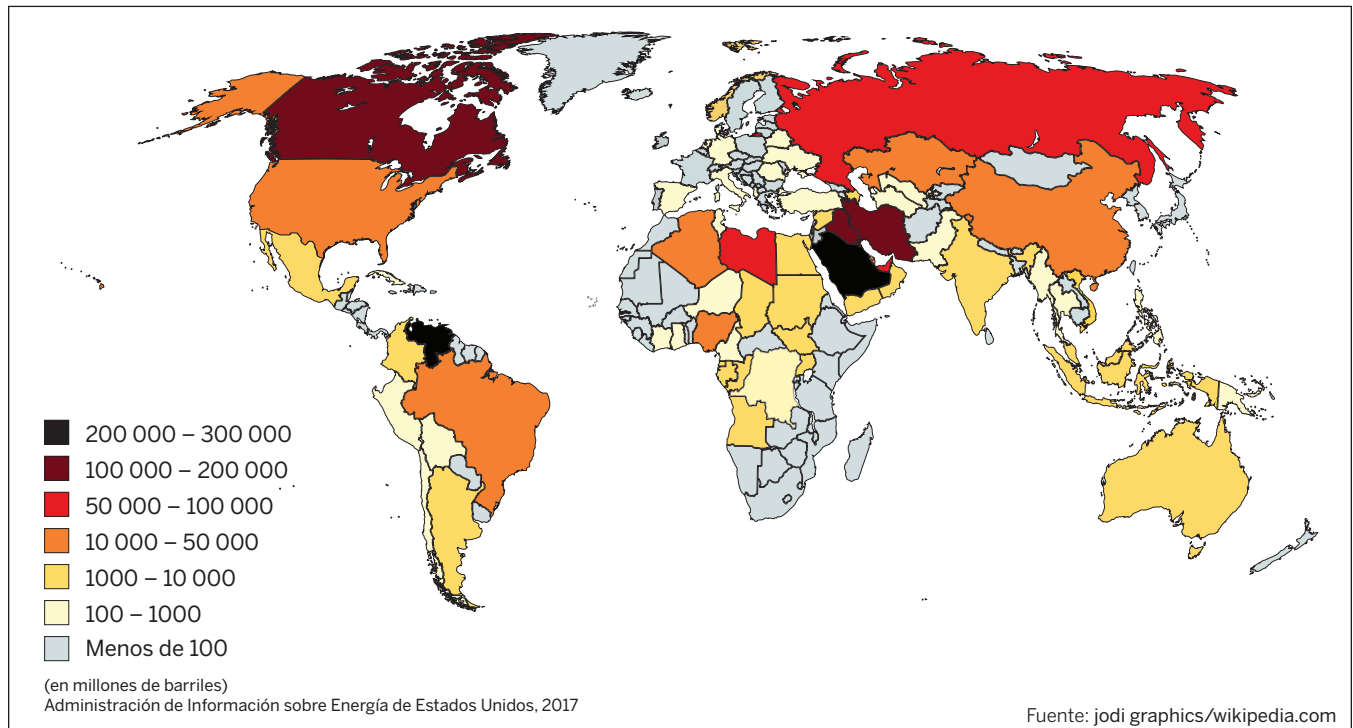 200 000 – 300 000
100 000 – 200 000
50 000 – 100 000
10 000 – 50 000
1000 – 10 000
100 – 1000
Menos de 100
(en millones de barriles)
Administración de Información sobre Energía de Estados Unidos, 2017
Fuente: jodi graphics/wikipedia.com